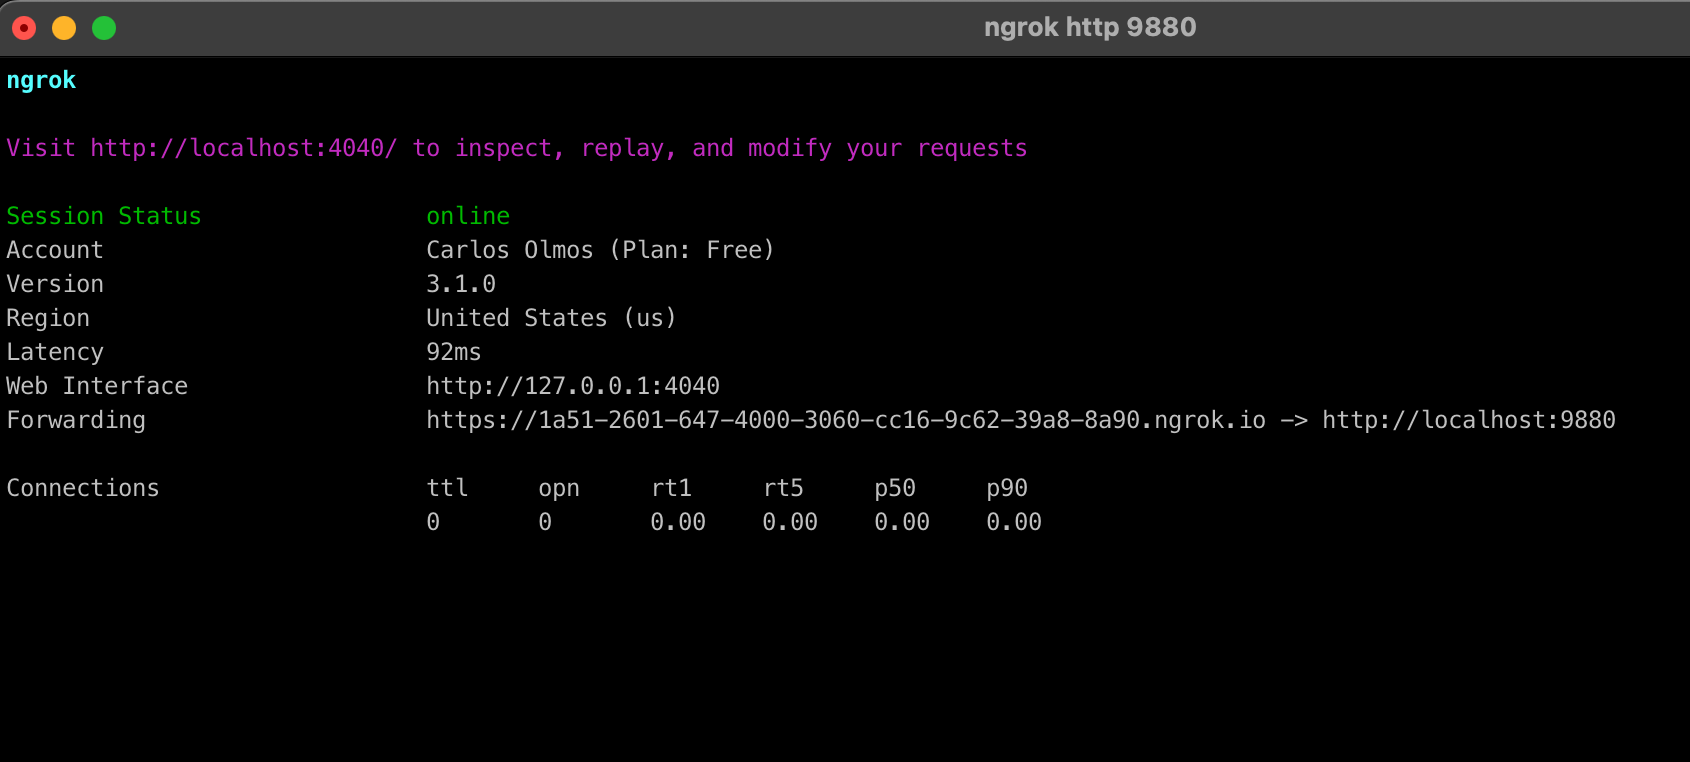 ngrok http 9880
ngrok
Visit http://localhost:4040/ to inspect, replay, and modify your requests
Session Status online
Account Carlos Olmos (Plan: Free)
Version 3.1.0
Region United States (us)
Latency 92ms
Web Interface http://127.0.0.1:4040
Forwarding https://1a51-2601-647-4000-3060-cc16-9c62-39a8-8a90.ngrok.io -> http://localhost:9880
Connections ttl opn rt1 rt5 p50 p90
0 0 0.00 0.00 0.00 0.00